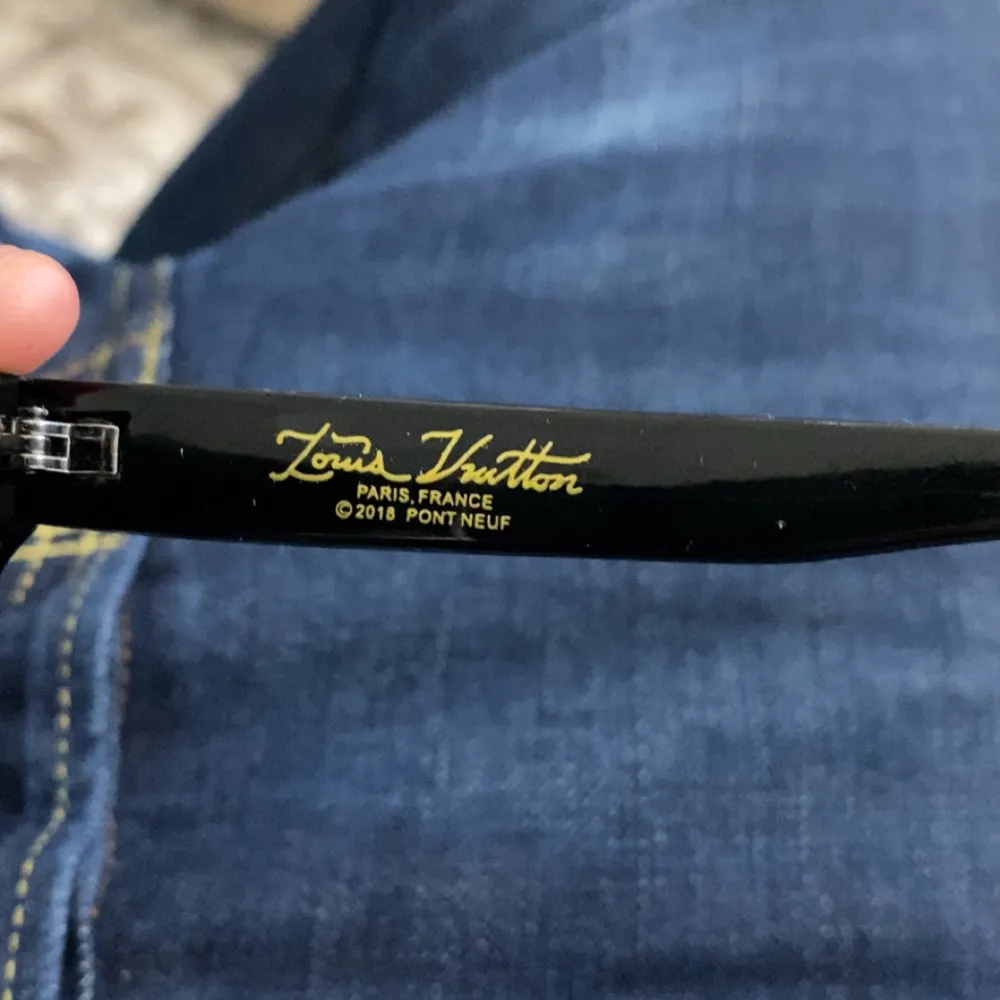 Louis Vuitton
PARIS, FRANCE
©2018 PONT NEUF